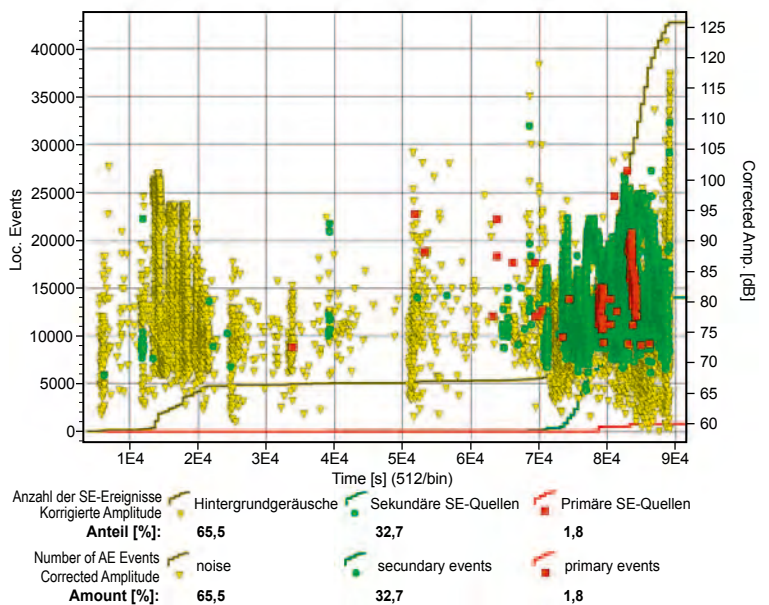 40000
35000
30000
25000
20000
15000
10000
5000
0
Loc. Events
125
120
115
110
105
100
95
90
85
80
75
70
65
60
Corrected Amp. [dB]
1E4 2E4 3E4 4E4 5E4 6E4 7E4 8E4 9E4
Time [s] (512/bin)
Anzahl der SE-Ereignisse
Korrigierte Amplitude
Hintergrundgeräusche Sekundäre SE-Quellen Primäre SE-Quellen
Anteil [%]: 65,5 32,7 1,8
Number of AE Events
Corrected Amplitude
noise secundary events primary events
Amount [%]: 65,5 32,7 1,8